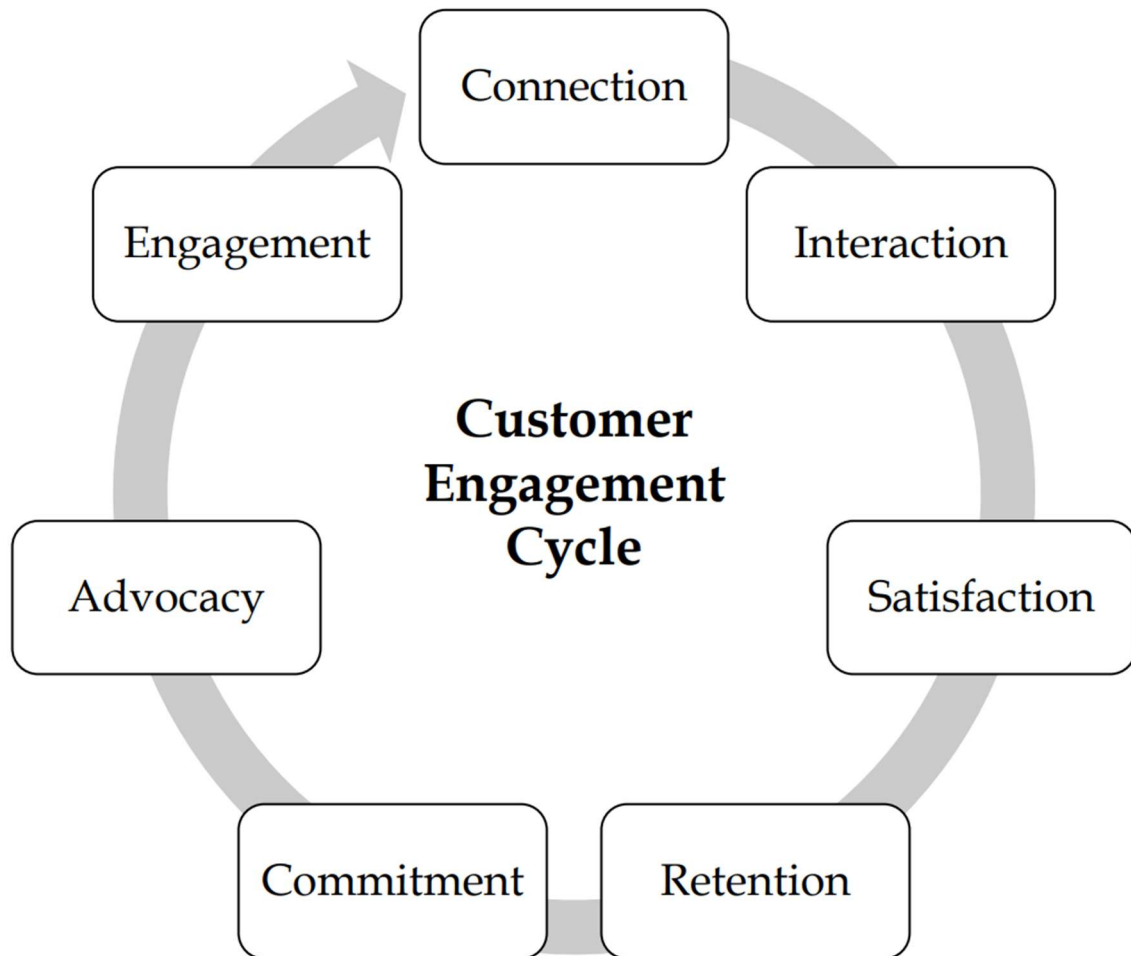 Connection
Interaction
Satisfaction
Retention
Commitment
Advocacy
Engagement
Customer
Engagement
Cycle